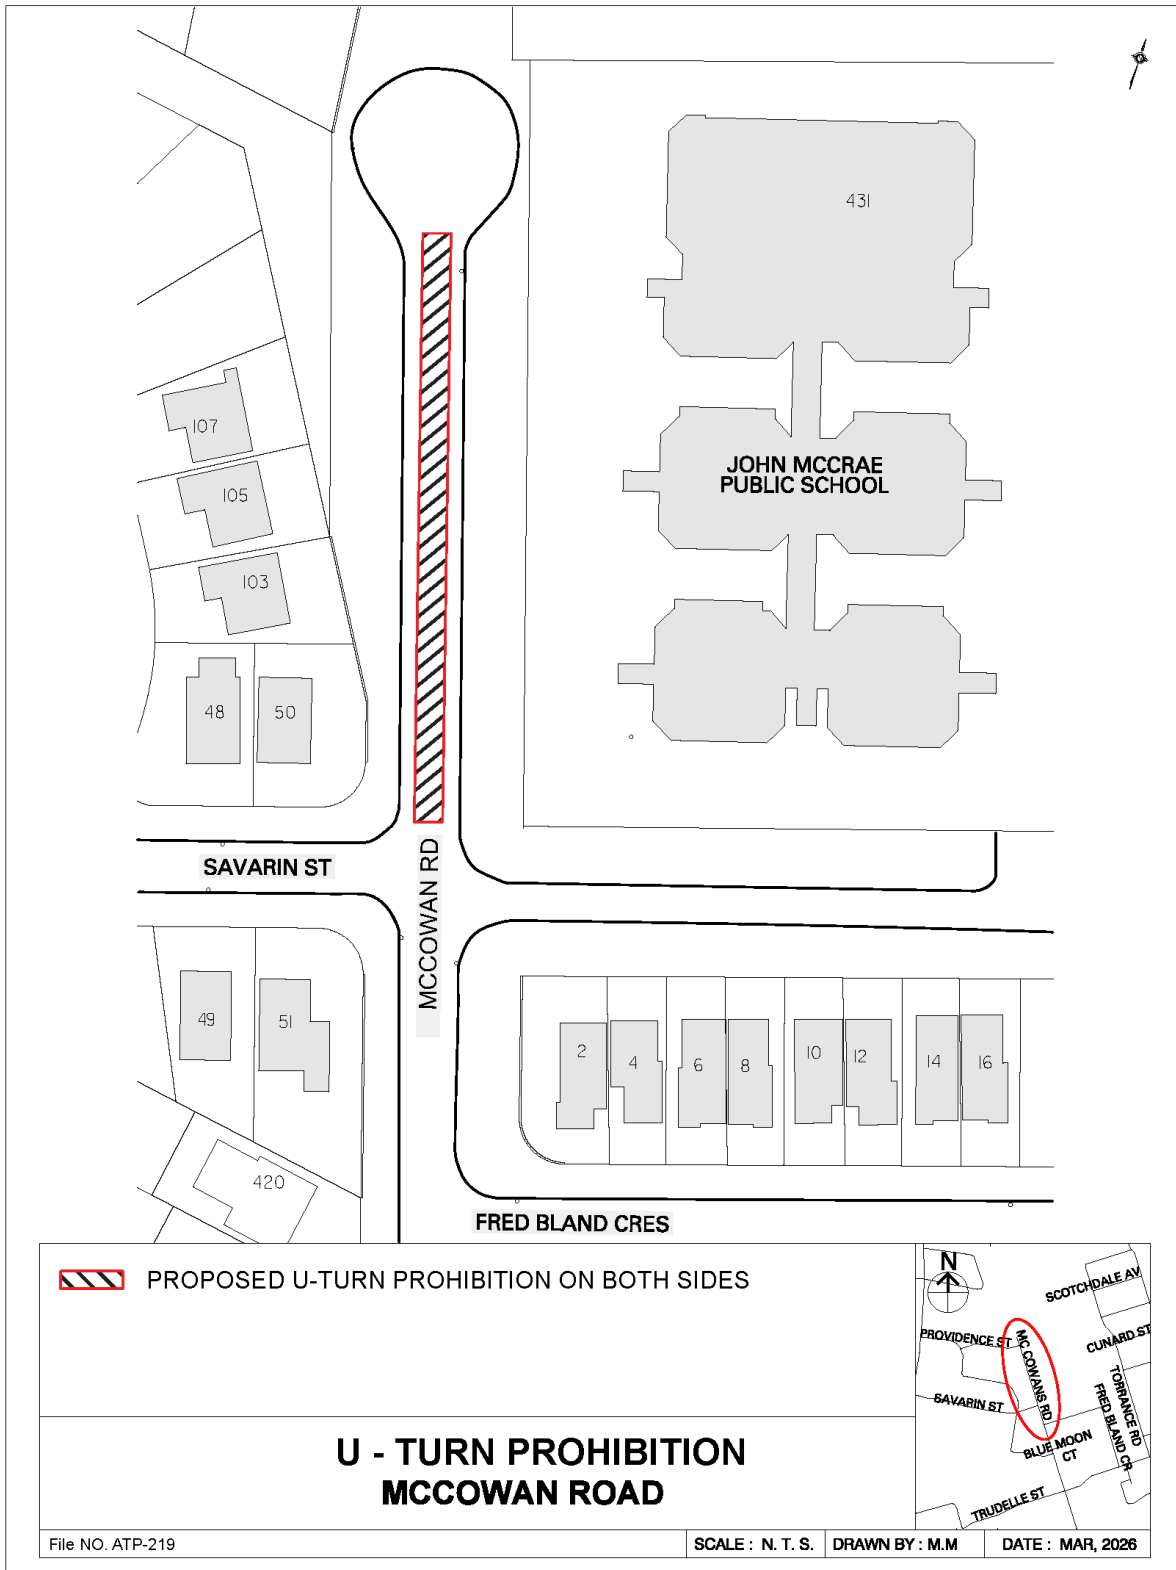 431
107
JOHN MCCRAE
PUBLIC SCHOOL
105
103
48
50
MCCOWAN RD
SAVARIN ST
49
51
2
4
6
8
10
12
14
16
420
FRED BLAND CRES
PROPOSED U-TURN PROHIBITION ON BOTH SIDES
N
SCOTCHDALE AV
PROVIDENCE ST
MC COWANS RD
CUNARD ST
SAVARIN ST
TORRANCE RD
FRED BLAND CR
BLUE MOON
CT
TRUDELLE ST
U - TURN PROHIBITION
MCCOWAN ROAD
File NO. ATP-219
SCALE : N. T. S.
DRAWN BY : M.M
DATE : MAR, 2026